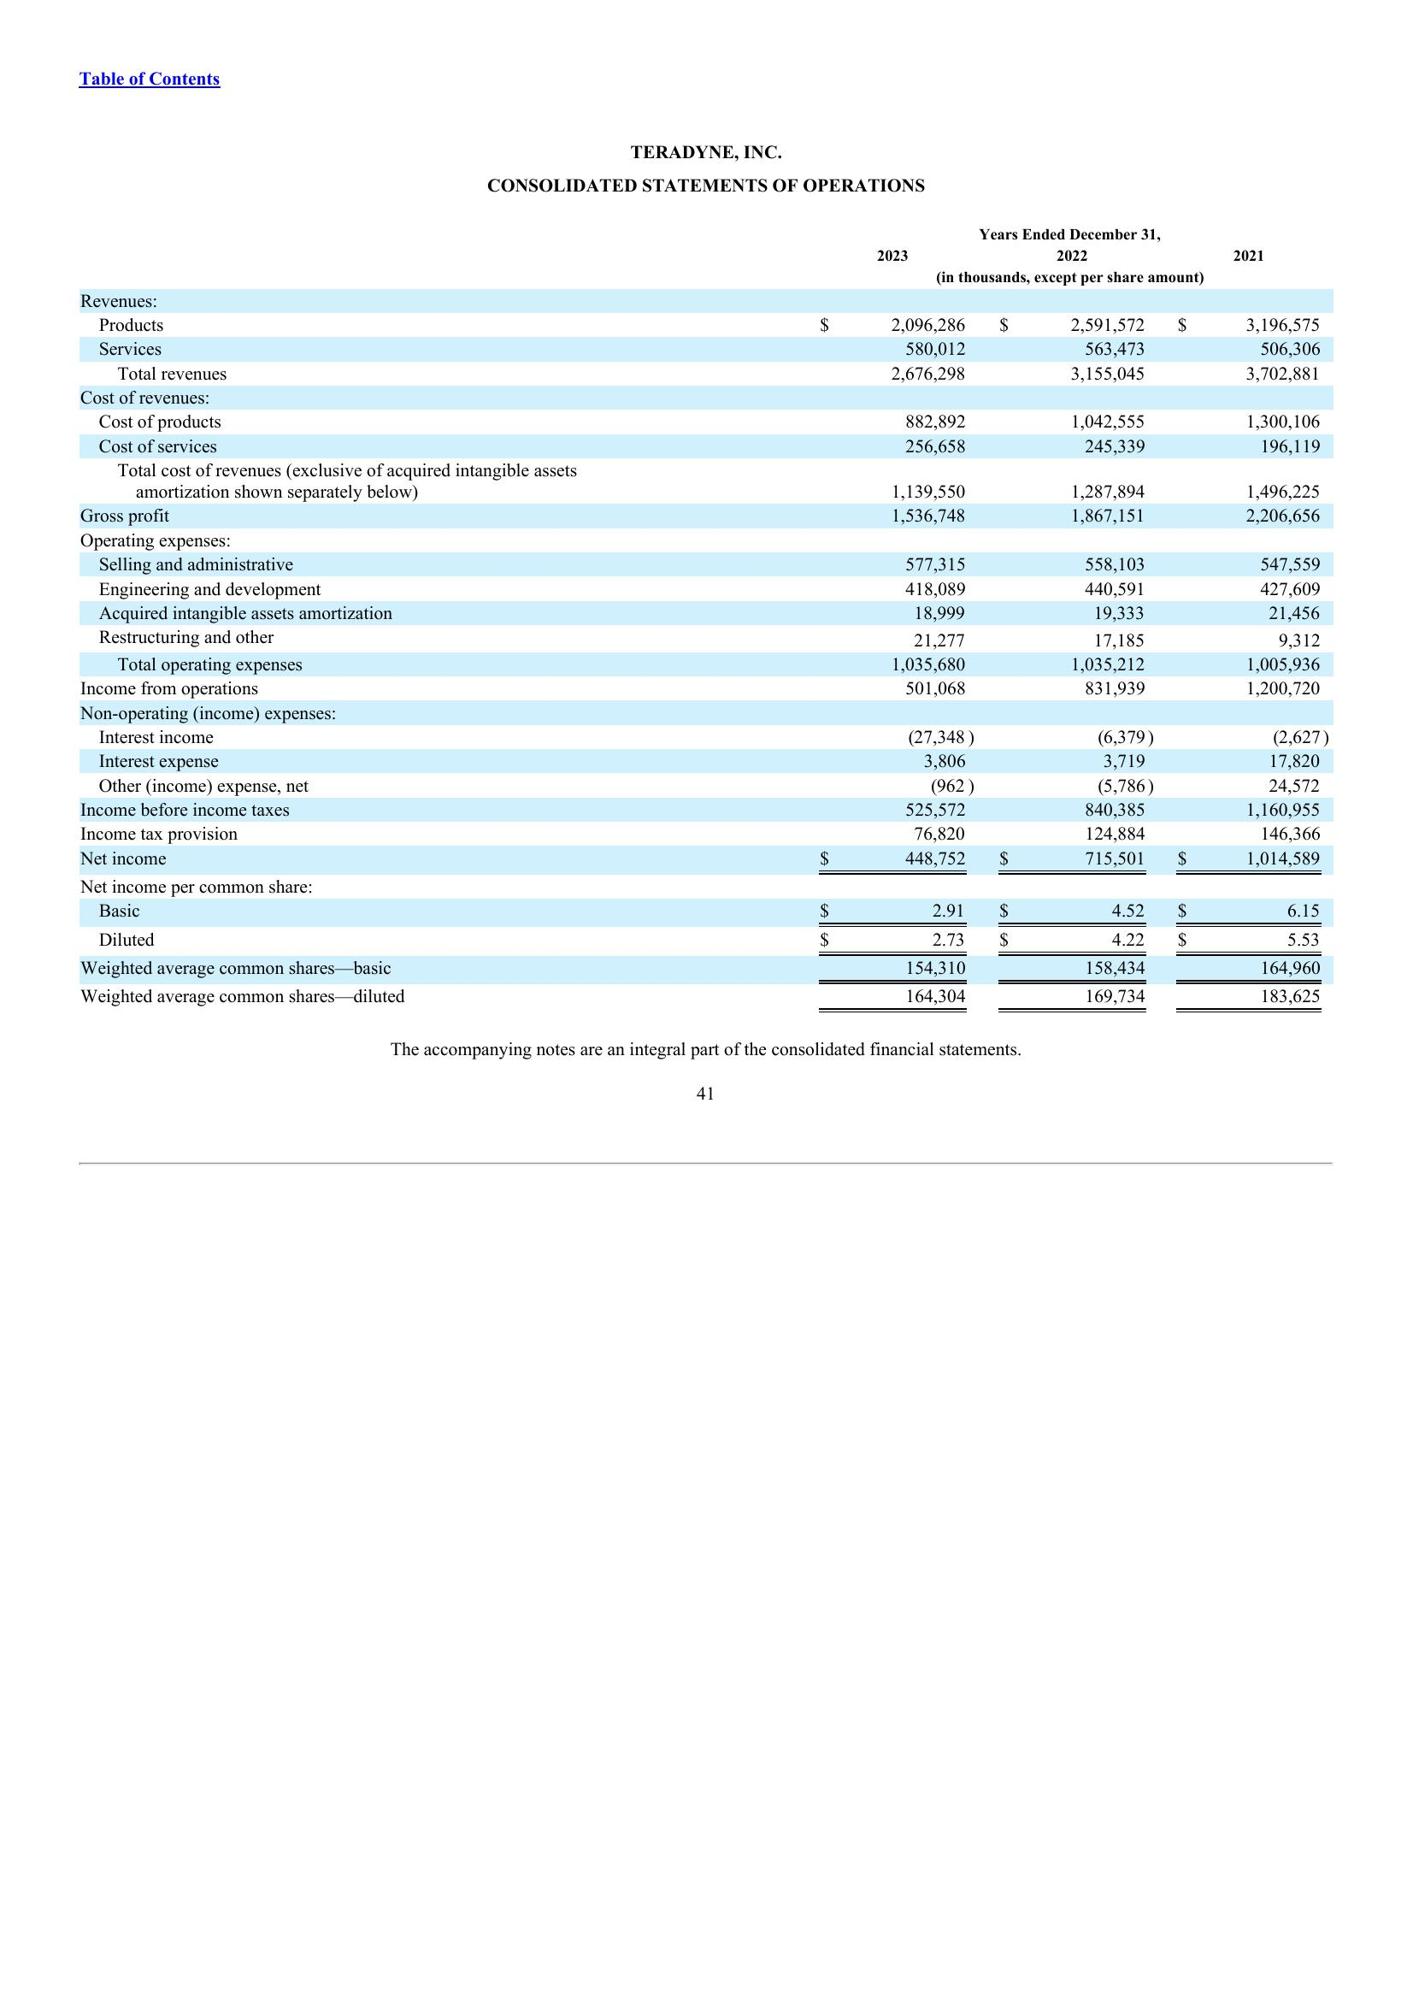 Table of Contents
TERADYNE, INC.
CONSOLIDATED STATEMENTS OF OPERATIONS
Years Ended December 31,
2023 2022 2021
(in thousands, except per share amount)
Revenues:
Products $ 2,096,286 $ 2,591,572 $ 3,196,575
Services 580,012 563,473 506,306
Total revenues 2,676,298 3,155,045 3,702,881
Cost of revenues:
Cost of products 882,892 1,042,555 1,300,106
Cost of services 256,658 245,339 196,119
Total cost of revenues (exclusive of acquired intangible assets
amortization shown separately below) 1,139,550 1,287,894 1,496,225
Gross profit 1,536,748 1,867,151 2,206,656
Operating expenses:
Selling and administrative 577,315 558,103 547,559
Engineering and development 418,089 440,591 427,609
Acquired intangible assets amortization 18,999 19,333 21,456
Restructuring and other 21,277 17,185 9,312
Total operating expenses 1,035,680 1,035,212 1,005,936
Income from operations 501,068 831,939 1,200,720
Non-operating (income) expenses:
Interest income (27,348 ) (6,379 ) (2,627 )
Interest expense 3,806 3,719 17,820
Other (income) expense, net (962 ) (5,786 ) 24,572
Income before income taxes 525,572 840,385 1,160,955
Income tax provision 76,820 124,884 146,366
Net income $ 448,752 $ 715,501 $ 1,014,589
Net income per common share:
Basic $ 2.91 $ 4.52 $ 6.15
Diluted $ 2.73 $ 4.22 $ 5.53
Weighted average common shares—basic 154,310 158,434 164,960
Weighted average common shares—diluted 164,304 169,734 183,625
The accompanying notes are an integral part of the consolidated financial statements.
41